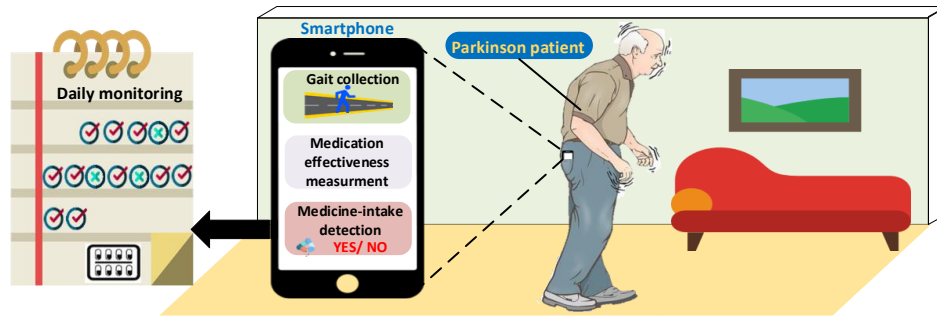 Smartphone
Parkinson patient
Daily monitoring
Gait collection
Medication
effectiveness
measurment
Medicine-intake
detection
YES/ NO